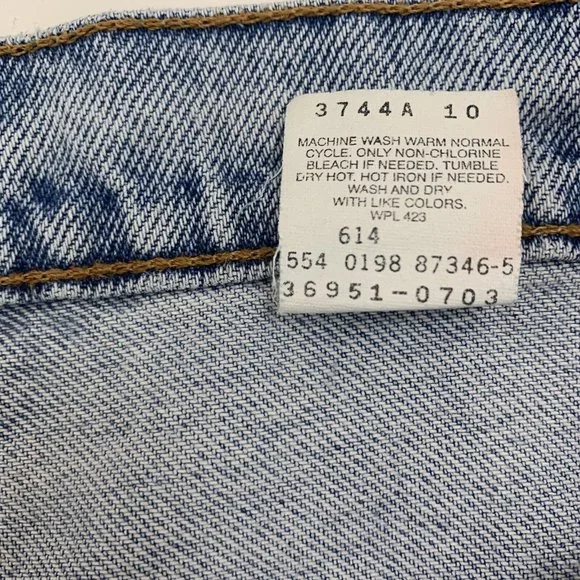 3744A 10
MACHINE WASH WARM NORMAL
CYCLE. ONLY NON-CHLORINE
BLEACH IF NEEDED. TUMBLE
DRY HOT. HOT IRON IF NEEDED.
WASH AND DRY
WITH LIKE COLORS.
WPL 423
614
554 0198 87346-5
36951-0703